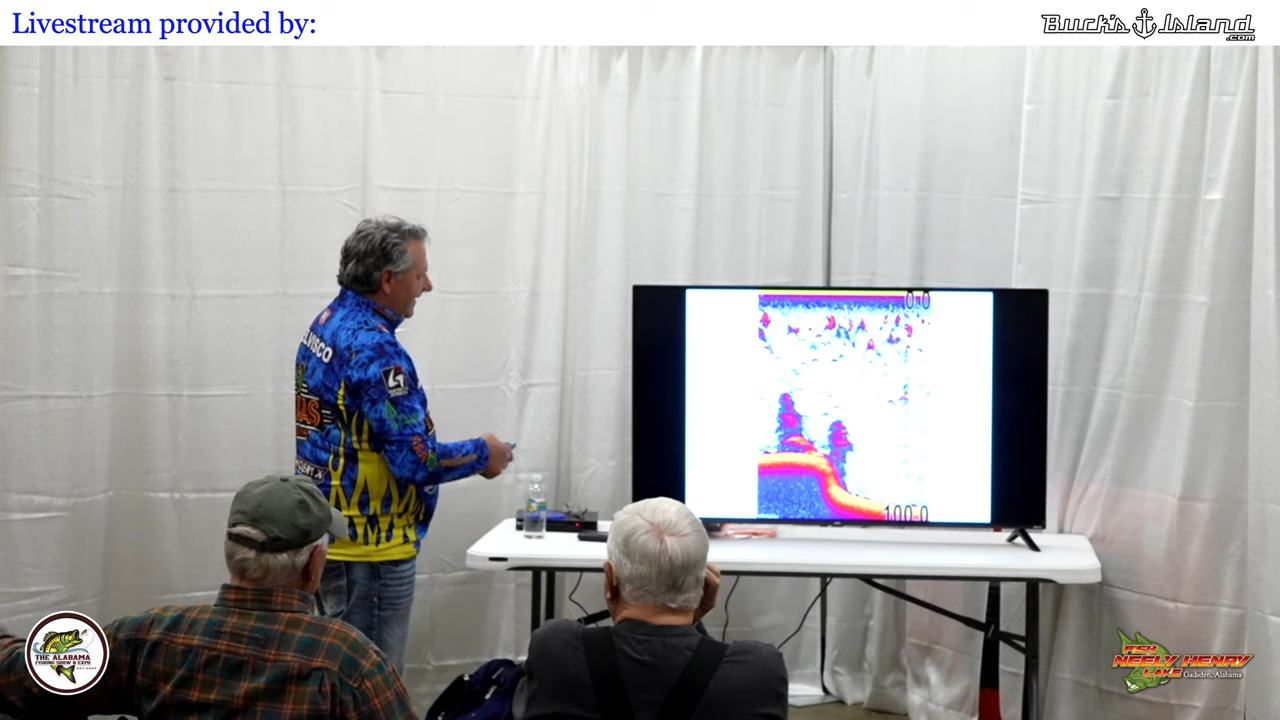 Livestream provided by:
Buck's Island
.com
0.0
100.0
THE ALABAMA
FISHING SHOW & EXPO
FISH
NEELY HENRY
LAKE Gadsden, Alabama